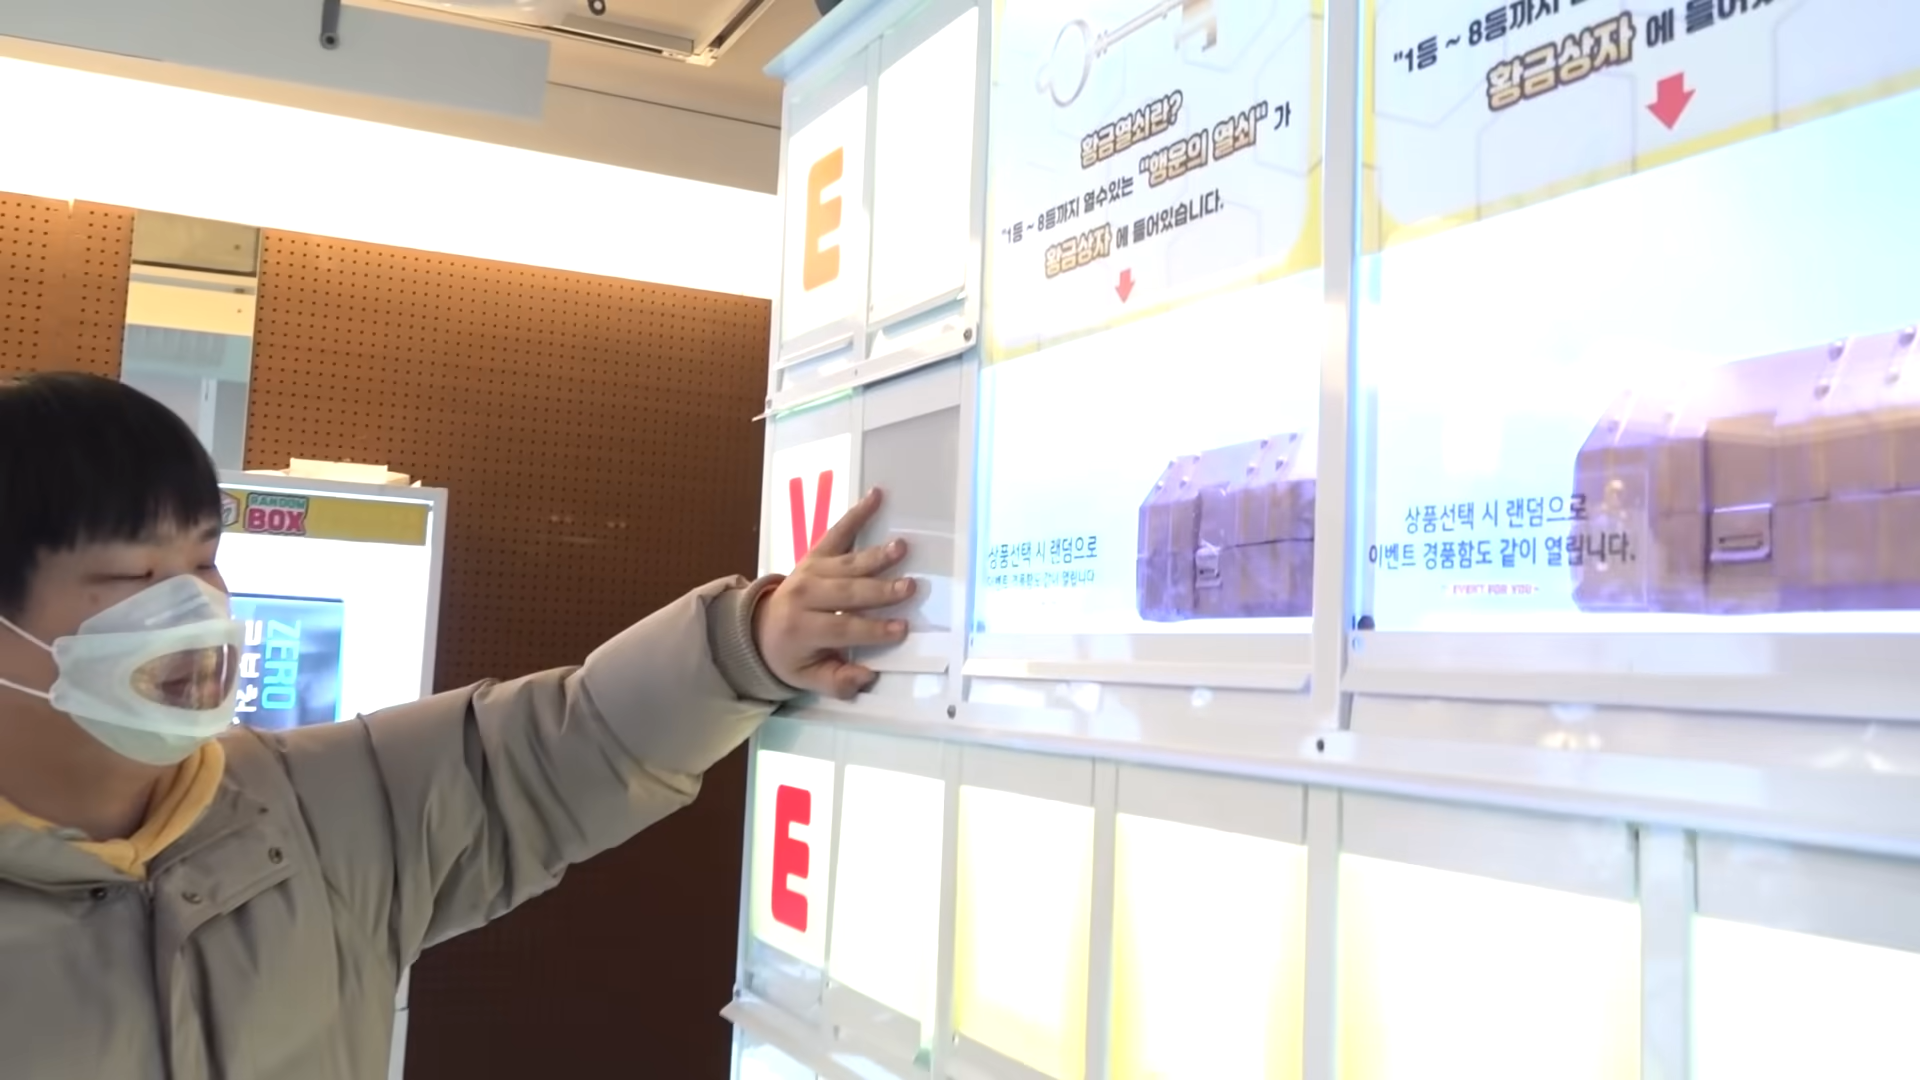 E
황금열쇠란?
"1등 ~ 8등까지 열수있는 "행운의 열쇠" 가
황금상자 에 들어있습니다.
"1등 ~ 8등까지
황금상자 에 들어있
V
상품선택 시 랜덤으로
상품선택 시 랜덤으로
이벤트 경품함도 같이 열립니다.
EVENT FOR YOU
RANDOM
BOX
ZERO
E